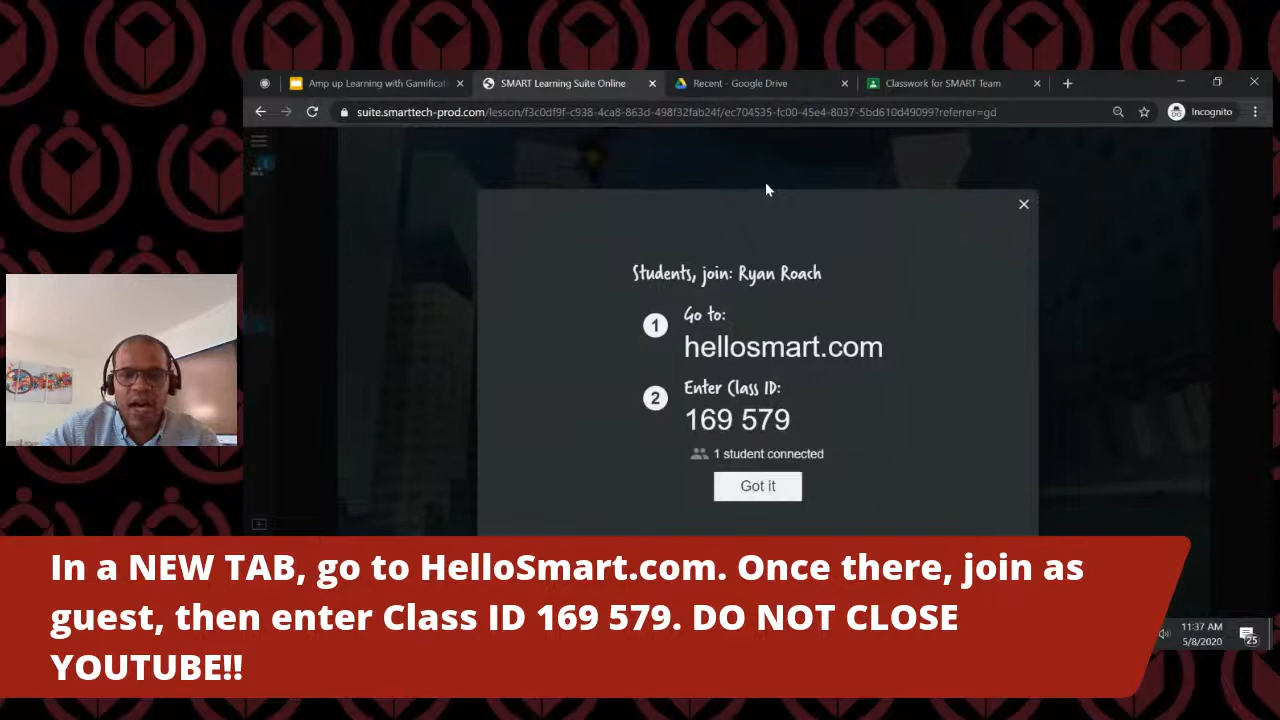 Amp up Learning with Gamificat
SMART Learning Suite Online
Recent - Google Drive
Classwork for SMART Team
suite.smarttech-prod.com/lesson/f3c0df9f-c938-4ca8-863d-498f32fab24f/ec704535-fc00-45e4-8037-5bd610d49099?referrer=gd
Incognito
Students, join: Ryan Roach
1 Go to:
hellosmart.com
2 Enter Class ID:
169 579
1 student connected
Got it
In a NEW TAB, go to HelloSmart.com. Once there, join as
guest, then enter Class ID 169 579. DO NOT CLOSE
YOUTUBE!!
11:37 AM
5/8/2020
25